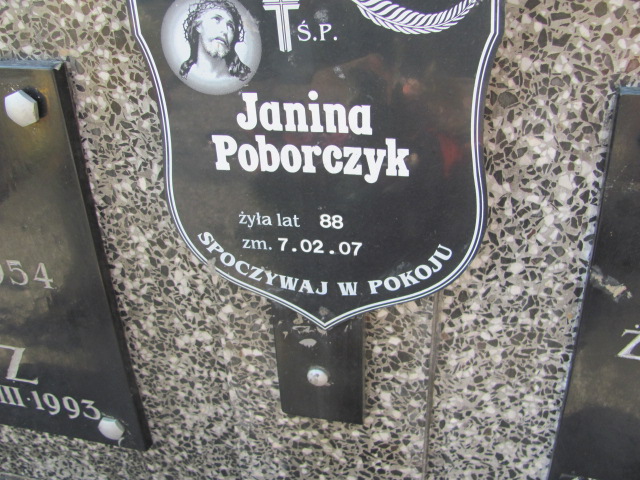 Ś.P.
Janina
Poborczyk
żyła lat 88
zm. 7.02.07
SPOCZYWAJ W POKOJU
954
Z
III·1993
Z